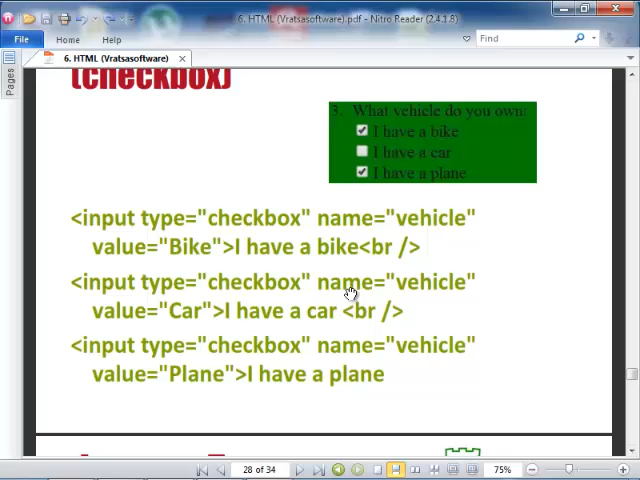 6. HTML (Vratsasoftware).pdf - Nitro Reader (2.4.1.8)
File
Home
Help
Find
6. HTML (Vratsasoftware)
Pages
(checkbox)
3. What vehicle do you own:
I have a bike
I have a car
I have a plane
<input type="checkbox" name="vehicle"
value="Bike">I have a bike<br />
<input type="checkbox" name="vehicle"
value="Car">I have a car <br />
<input type="checkbox" name="vehicle"
value="Plane">I have a plane
28 of 34
75%